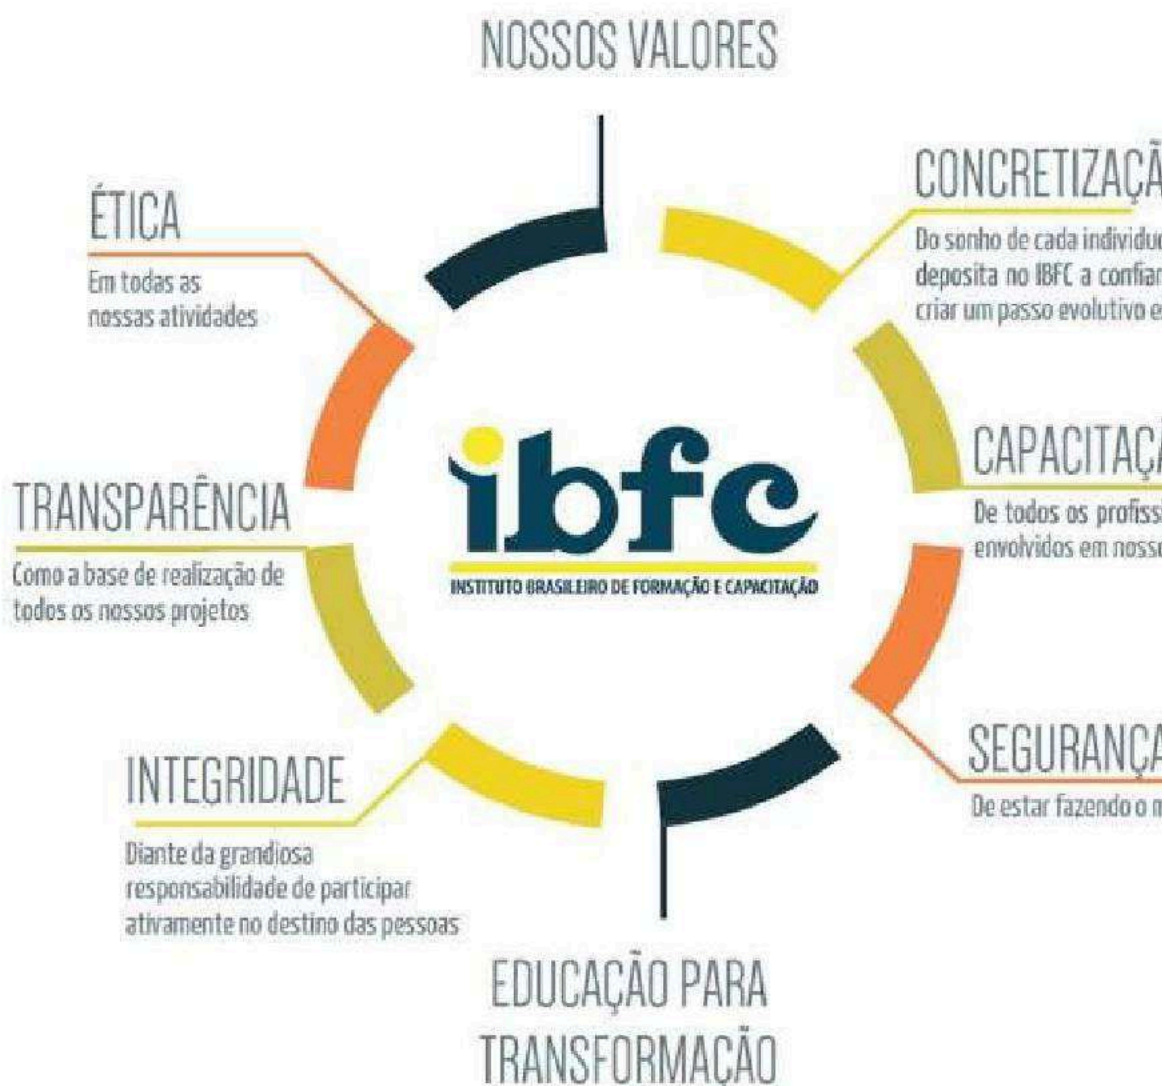 NOSSOS VALORES
ÉTICA
Em todas as
nossas atividades
CONCRETIZAÇÃ
Do sonho de cada individuo
deposita no IBFC a confian
criar um passo evolutivo e
TRANSPARÊNCIA
Como a base de realização de
todos os nossos projetos
ibfc
INSTITUTO BRASILEIRO DE FORMAÇÃO E CAPACITAÇÃO
CAPACITAÇÃ
De todos os profiss
envolvidos em nosso
INTEGRIDADE
Diante da grandiosa
responsabilidade de participar
ativamente no destino das pessoas
SEGURANÇA
De estar fazendo o m
EDUCAÇÃO PARA
TRANSFORMAÇÃO